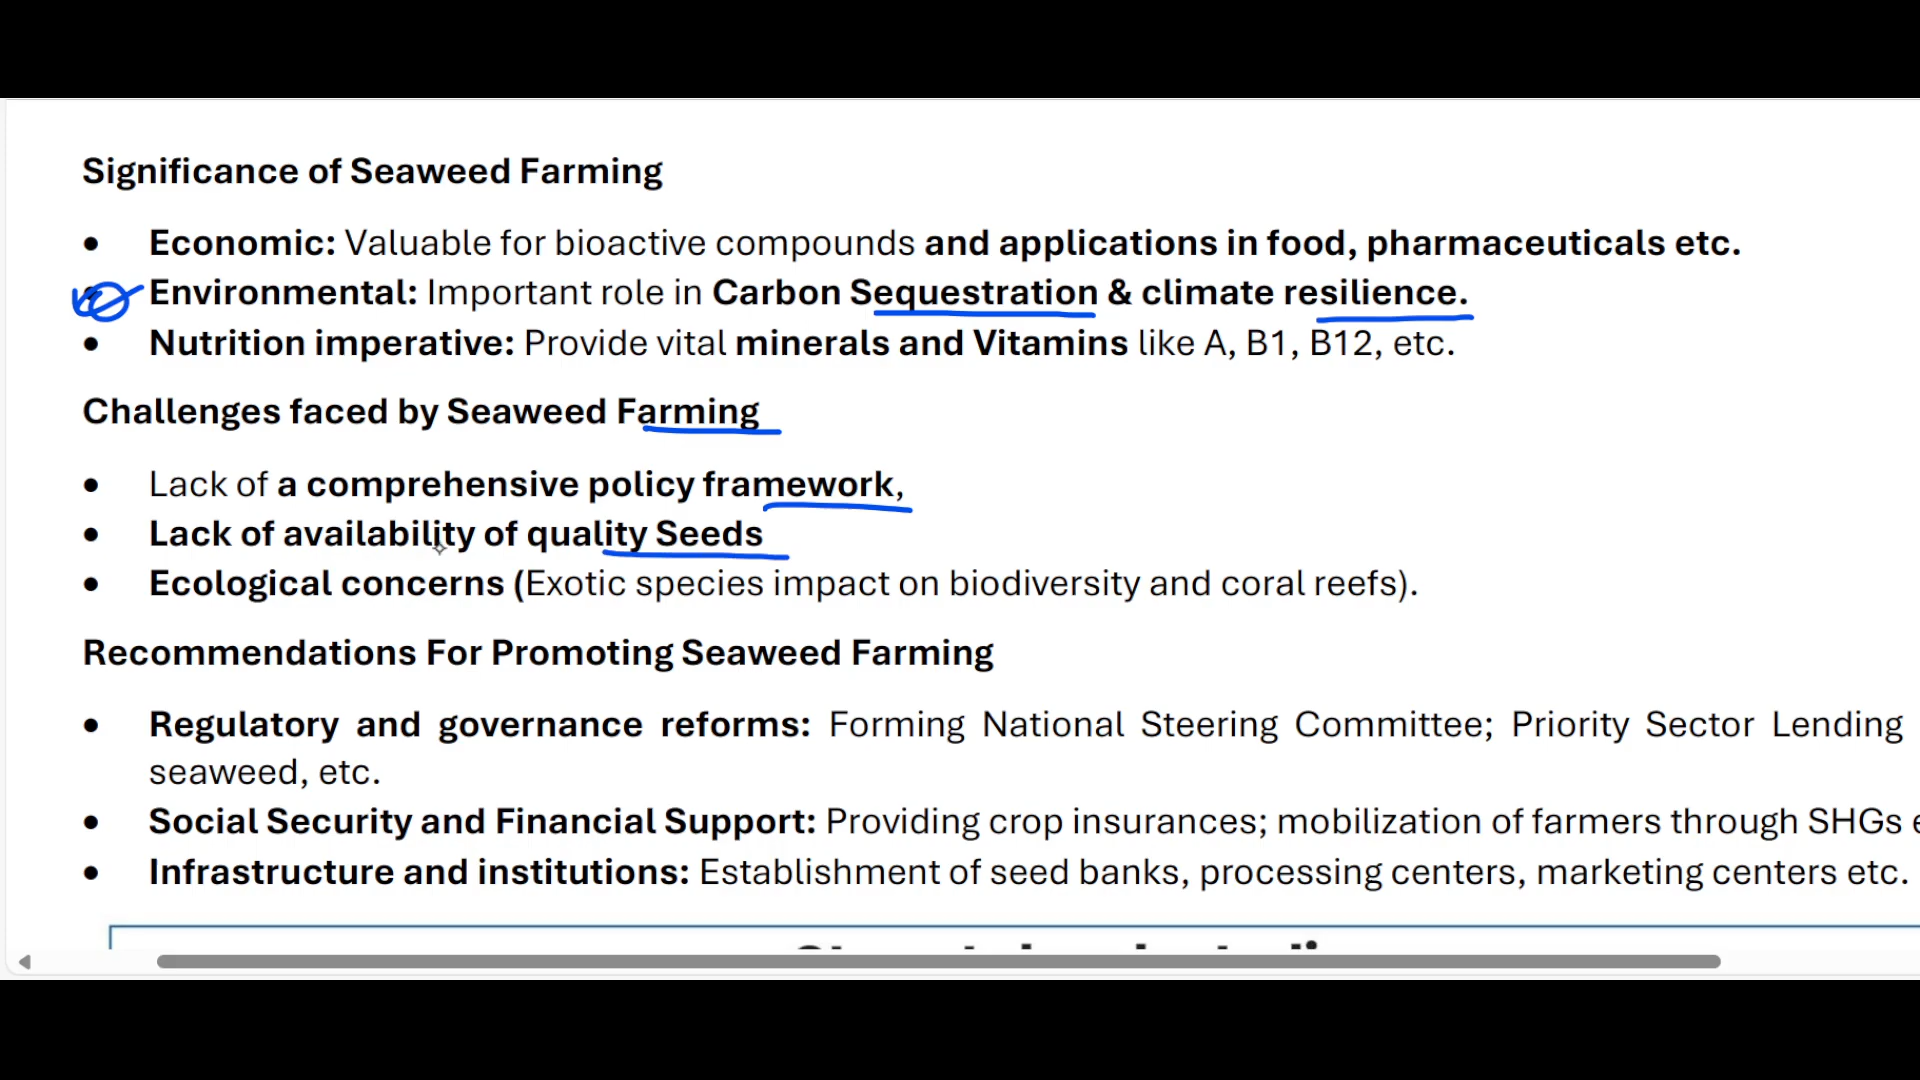 Significance of Seaweed Farming
• Economic: Valuable for bioactive compounds and applications in food, pharmaceuticals etc.
Environmental: Important role in Carbon Sequestration & climate resilience.
• Nutrition imperative: Provide vital minerals and Vitamins like A, B1, B12, etc.
Challenges faced by Seaweed Farming
• Lack of a comprehensive policy framework,
• Lack of availability of quality Seeds
• Ecological concerns (Exotic species impact on biodiversity and coral reefs).
Recommendations For Promoting Seaweed Farming
• Regulatory and governance reforms: Forming National Steering Committee; Priority Sector Lending
seaweed, etc.
• Social Security and Financial Support: Providing crop insurances; mobilization of farmers through SHGs
• Infrastructure and institutions: Establishment of seed banks, processing centers, marketing centers etc.